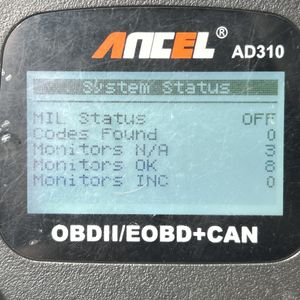 ANCEL®
AD310
System Status
MIL Status OFF
Codes Found 0
Monitors N/A 3
Monitors OK 8
Monitors INC 0
OBDII/EOBD+CAN